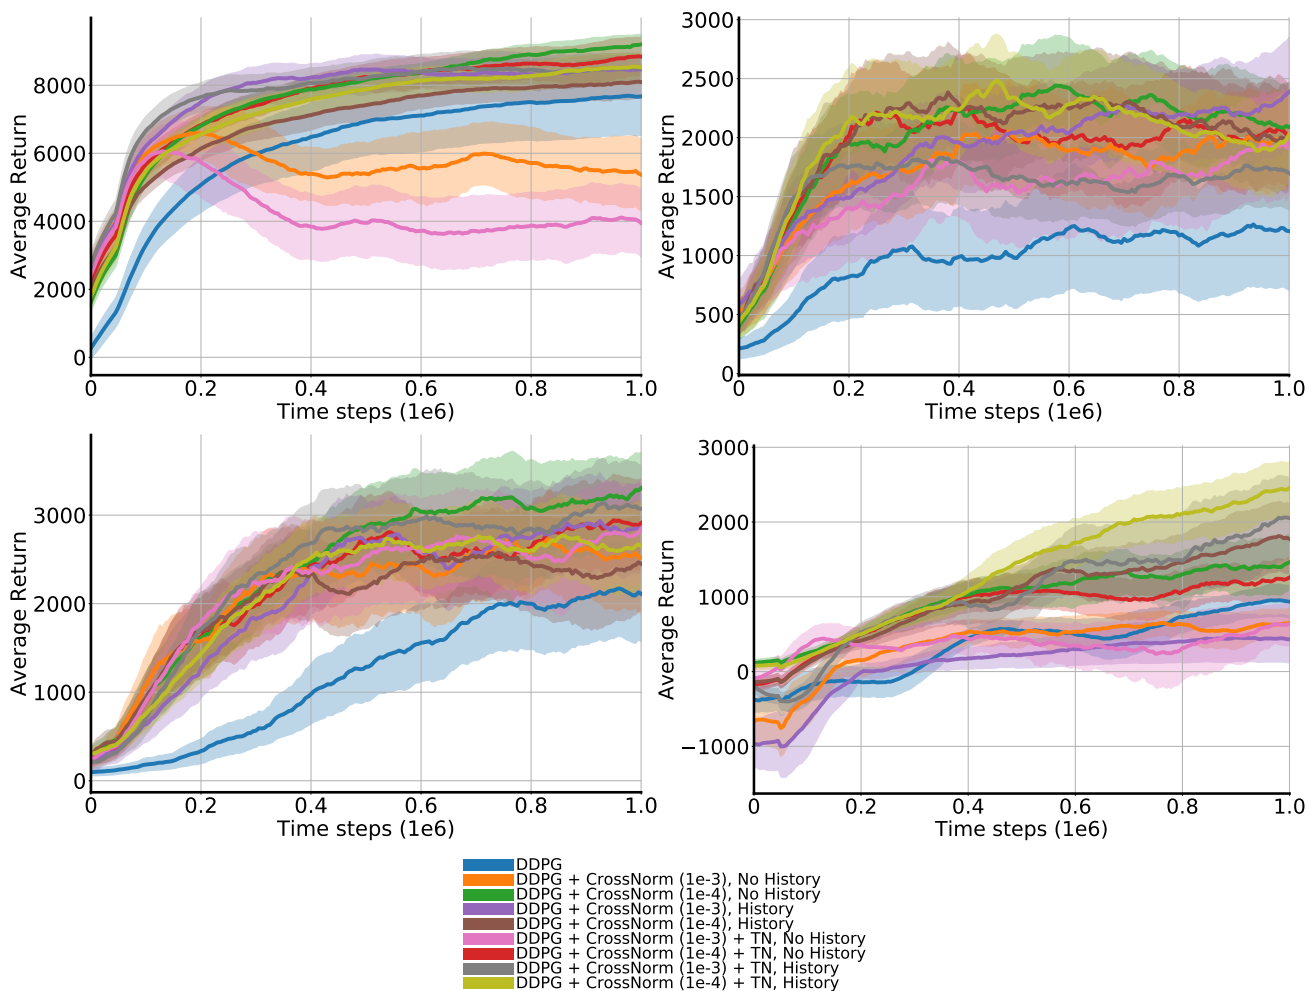 8000
6000
4000
2000
0
Average Return
0
0.2
0.4
0.6
0.8
1.0
Time steps (1e6)
3000
2500
2000
1500
1000
500
0
Average Return
0
0.2
0.4
0.6
0.8
1.0
Time steps (1e6)
3000
2000
1000
0
Average Return
0
0.2
0.4
0.6
0.8
1.0
Time steps (1e6)
3000
2000
1000
0
−1000
Average Return
0
0.2
0.4
0.6
0.8
1.0
Time steps (1e6)
DDPG
DDPG + CrossNorm (1e-3), No History
DDPG + CrossNorm (1e-4), No History
DDPG + CrossNorm (1e-3), History
DDPG + CrossNorm (1e-4), History
DDPG + CrossNorm (1e-3) + TN, No History
DDPG + CrossNorm (1e-4) + TN, No History
DDPG + CrossNorm (1e-3) + TN, History
DDPG + CrossNorm (1e-4) + TN, History